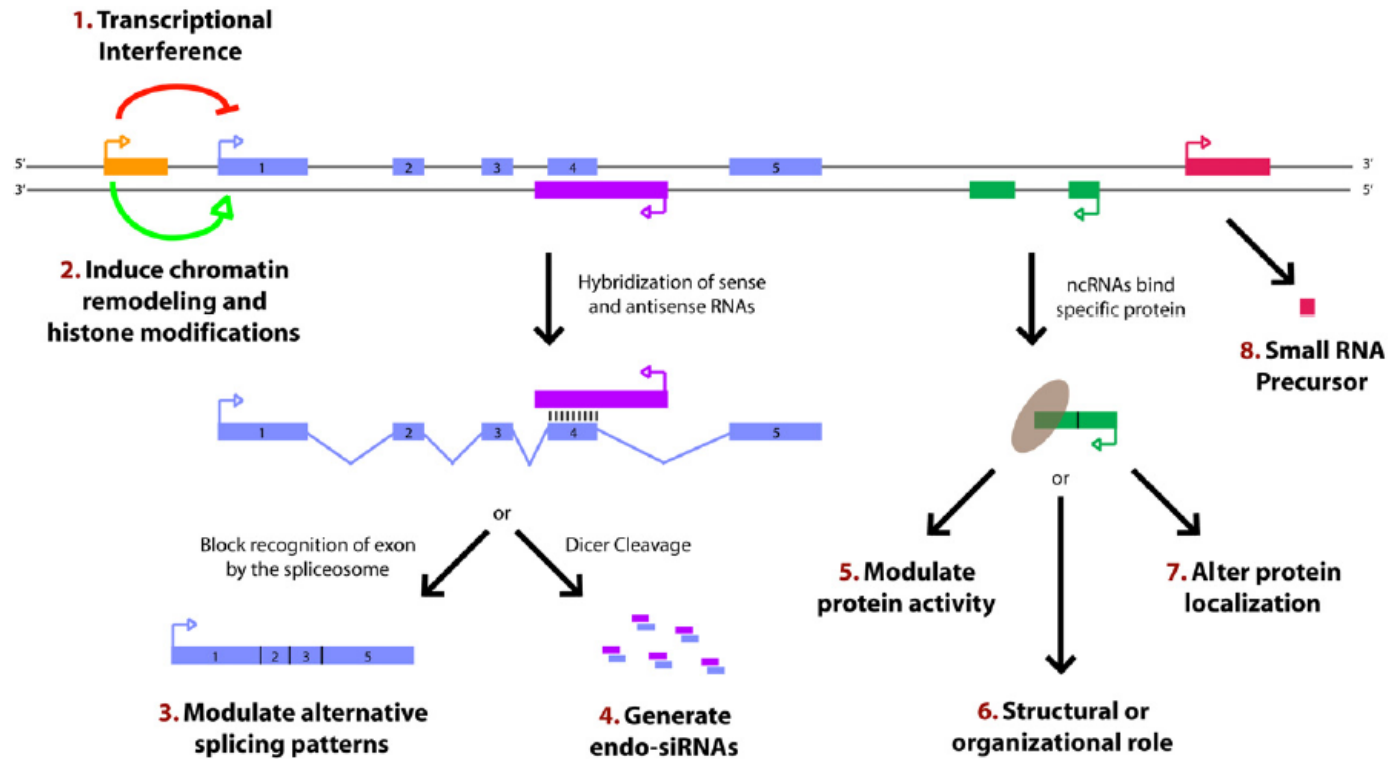 1. Transcriptional
Interference
5' 1 2 3 4 5 3'
3' 5'
2. Induce chromatin
remodeling and
histone modifications
Hybridization of sense
and antisense RNAs
ncRNAs bind
specific protein
8. Small RNA
Precursor
1 2 3 4 5
or
Block recognition of exon
by the spliceosome
Dicer Cleavage
1 2 3 5
3. Modulate alternative
splicing patterns
4. Generate
endo-siRNAs
or
5. Modulate
protein activity
7. Alter protein
localization
6. Structural or
organizational role